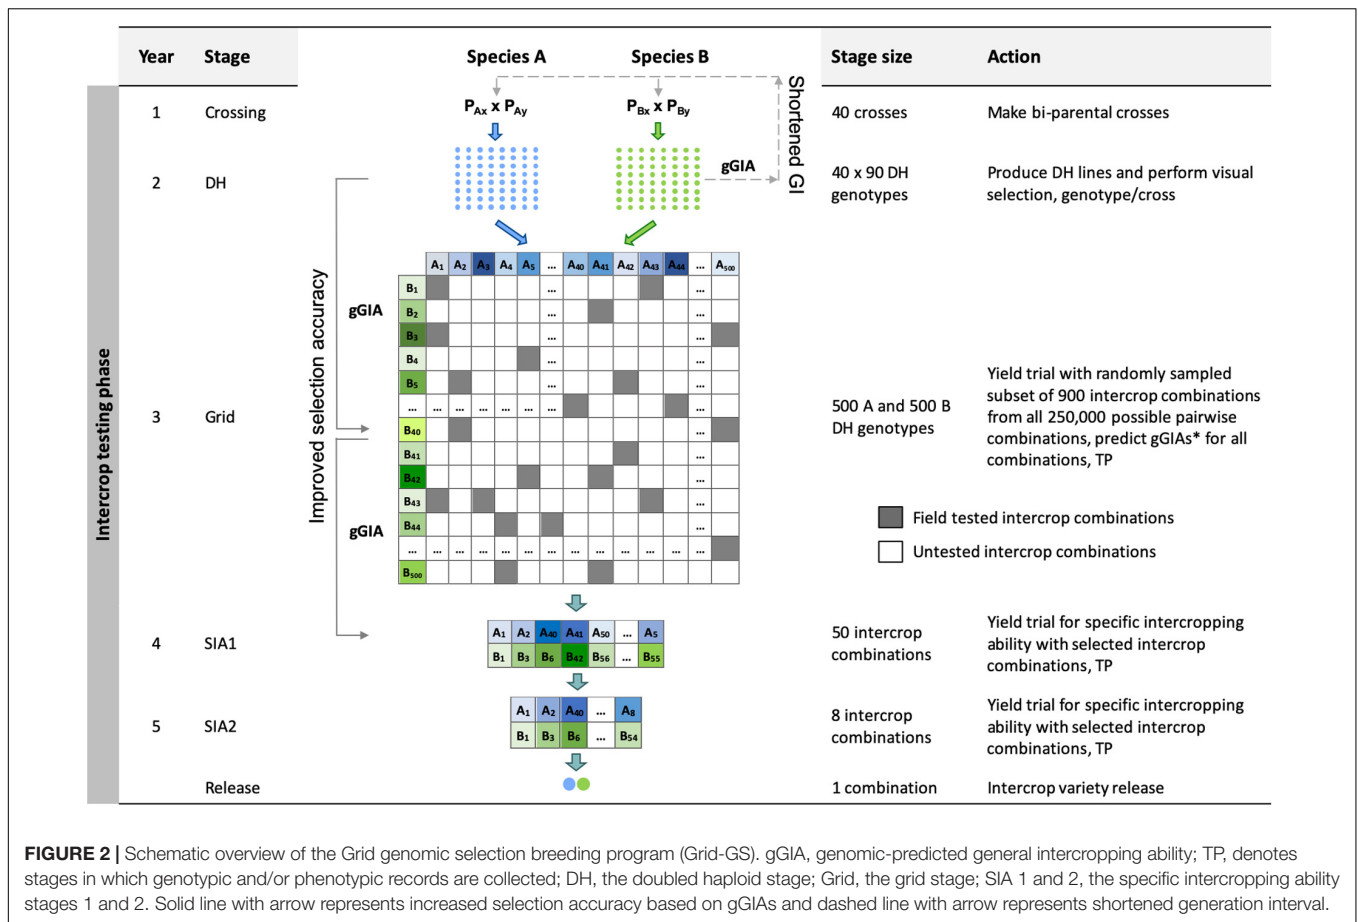 Year Stage Species A Species B Stage size Action
Intercrop testing phase
1 Crossing P_Ax x P_Ay P_Bx x P_By 40 crosses Make bi-parental crosses
Shortened GI
gGIA
2 DH 40 x 90 DH
genotypes
Produce DH lines and perform visual
selection, genotype/cross
Improved selection accuracy
gGIA
gGIA
A1 A2 A3 A4 A5 ... A40 A41 A42 A43 A44 ... A500
B1 ... ...
B2 ... ...
B3 ... ...
B4 ... ...
B5 ... ...
... ... ... ... ... ... ...
B40 ... ...
B41 ...
B42 ...
B43 ...
B44 ...
... ... ... ... ... ... ... ... ... ... ... ...
B500 ...
3 Grid 500 A and 500 B
DH genotypes
Yield trial with randomly sampled
subset of 900 intercrop combinations
from all 250,000 possible pairwise
combinations, predict gGIAs* for all
combinations, TP
Field tested intercrop combinations
Untested intercrop combinations
A1 A2 A40 A41 A50 ... A5
B1 B3 B6 B42 B56 ... B55
4 SIA1 50 intercrop
combinations
Yield trial for specific intercropping
ability with selected intercrop
combinations, TP
A1 A2 A40 ... A8
B1 B3 B6 ... B54
5 SIA2 8 intercrop
combinations
Yield trial for specific intercropping
ability with selected intercrop
combinations, TP
Release 1 combination Intercrop variety release
FIGURE 2 | Schematic overview of the Grid genomic selection breeding program (Grid-GS). gGIA, genomic-predicted general intercropping ability; TP, denotes
stages in which genotypic and/or phenotypic records are collected; DH, the doubled haploid stage; Grid, the grid stage; SIA 1 and 2, the specific intercropping ability
stages 1 and 2. Solid line with arrow represents increased selection accuracy based on gGIAs and dashed line with arrow represents shortened generation interval.